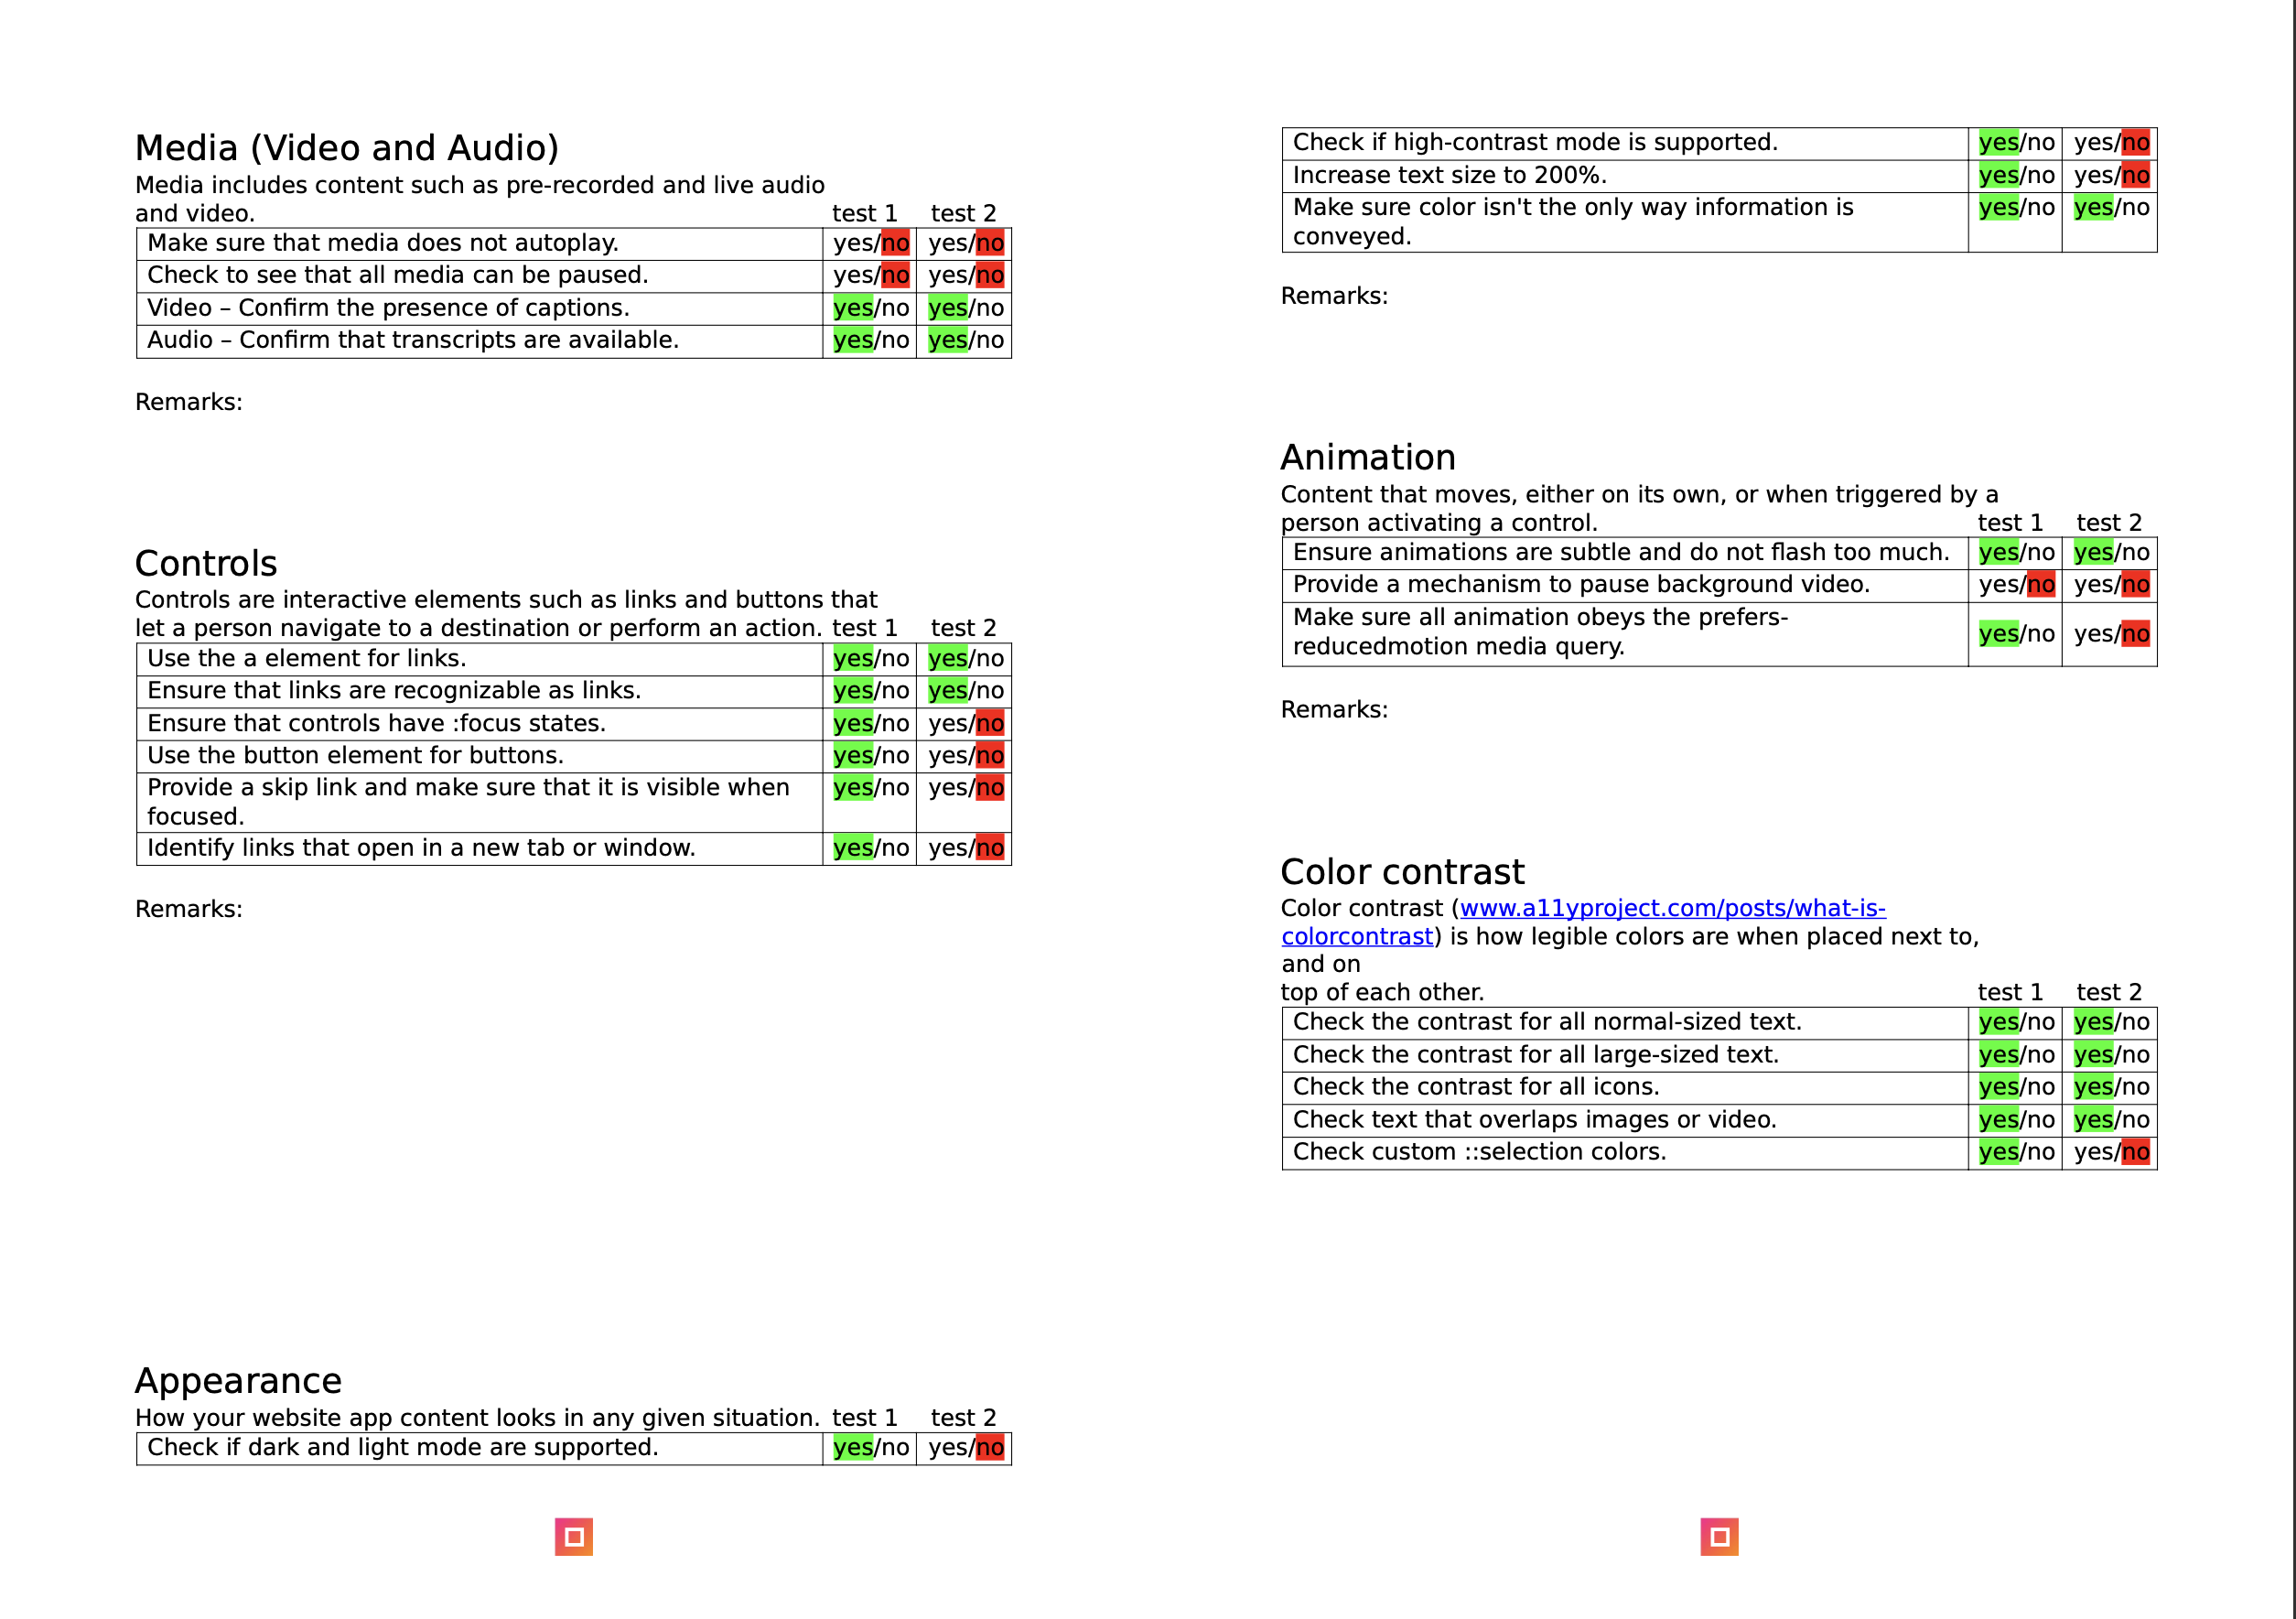 Media (Video and Audio)
Media includes content such as pre-recorded and live audio
and video. test 1 test 2
Make sure that media does not autoplay. yes/no yes/no
Check to see that all media can be paused. yes/no yes/no
Video – Confirm the presence of captions. yes/no yes/no
Audio – Confirm that transcripts are available. yes/no yes/no
Remarks:
Controls
Controls are interactive elements such as links and buttons that
let a person navigate to a destination or perform an action. test 1 test 2
Use the a element for links. yes/no yes/no
Ensure that links are recognizable as links. yes/no yes/no
Ensure that controls have :focus states. yes/no yes/no
Use the button element for buttons. yes/no yes/no
Provide a skip link and make sure that it is visible when yes/no yes/no
focused.
Identify links that open in a new tab or window. yes/no yes/no
Remarks:
Appearance
How your website app content looks in any given situation. test 1 test 2
Check if dark and light mode are supported. yes/no yes/no
Check if high-contrast mode is supported. yes/no yes/no
Increase text size to 200%. yes/no yes/no
Make sure color isn't the only way information is yes/no yes/no
conveyed.
Remarks:
Animation
Content that moves, either on its own, or when triggered by a
person activating a control. test 1 test 2
Ensure animations are subtle and do not flash too much. yes/no yes/no
Provide a mechanism to pause background video. yes/no yes/no
Make sure all animation obeys the prefers-
reducedmotion media query. yes/no yes/no
Remarks:
Color contrast
Color contrast (www.a11yproject.com/posts/what-is-
colorcontrast) is how legible colors are when placed next to,
and on
top of each other. test 1 test 2
Check the contrast for all normal-sized text. yes/no yes/no
Check the contrast for all large-sized text. yes/no yes/no
Check the contrast for all icons. yes/no yes/no
Check text that overlaps images or video. yes/no yes/no
Check custom ::selection colors. yes/no yes/no